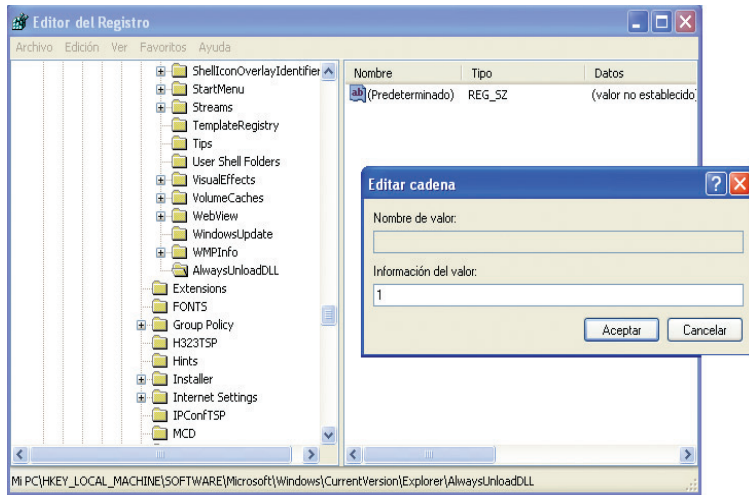 Editor del Registro
Archivo Edición Ver Favoritos Ayuda
ShellIconOverlayIdentifier
StartMenu
Streams
TemplateRegistry
Tips
User Shell Folders
VisualEffects
VolumeCaches
WebView
WindowsUpdate
WMPInfo
AlwaysUnloadDLL
Extensions
FONTS
Group Policy
H323TSP
Hints
Installer
Internet Settings
IPConfTSP
MCD
Nombre Tipo Datos
ab (Predeterminado) REG_SZ (valor no establecido)
Editar cadena
Nombre de valor:
Información del valor:
1
Aceptar Cancelar
Mi PC\HKEY_LOCAL_MACHINE\SOFTWARE\Microsoft\Windows\CurrentVersion\Explorer\AlwaysUnloadDLL